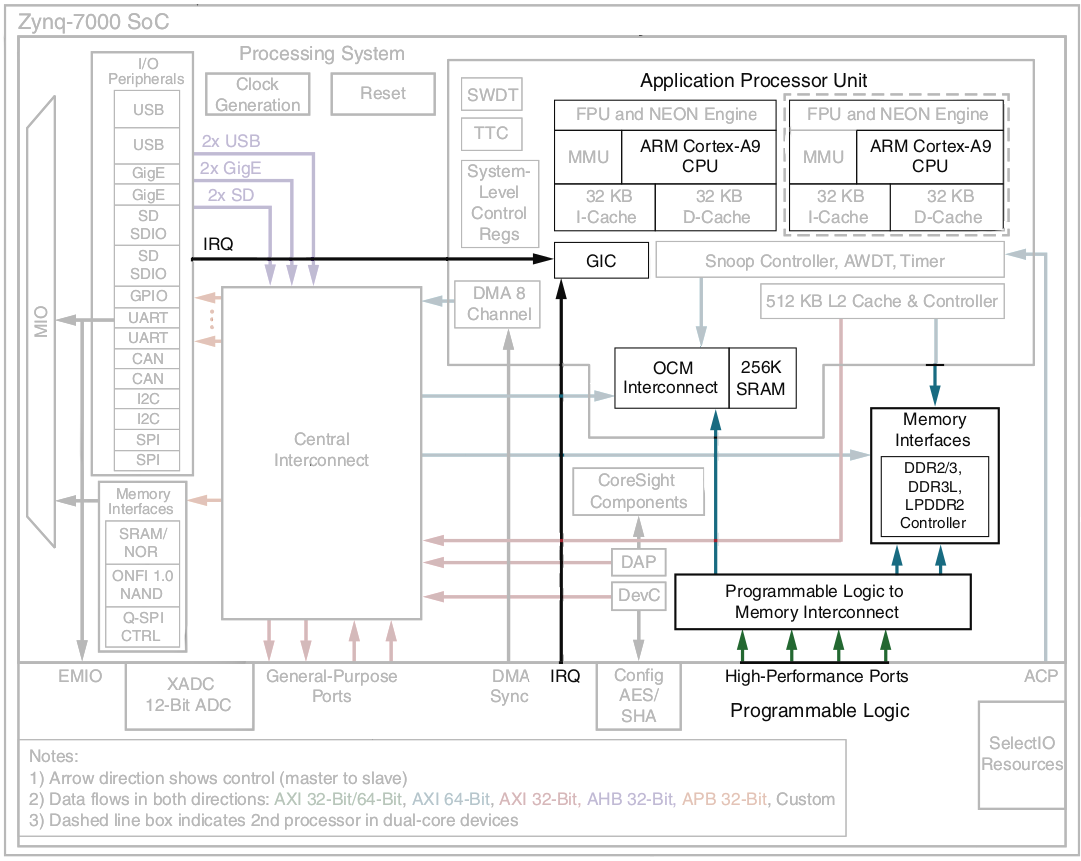 Zynq-7000 SoC
Processing System
I/O
Peripherals
USB
USB
GigE
GigE
SD
SDIO
SD
SDIO
GPIO
UART
UART
CAN
CAN
I2C
I2C
SPI
SPI
MIO
Clock
Generation
Reset
2x USB
2x GigE
2x SD
IRQ
SWDT
TTC
System-
Level
Control
Regs
Application Processor Unit
FPU and NEON Engine
MMU
ARM Cortex-A9
CPU
32 KB
I-Cache
32 KB
D-Cache
FPU and NEON Engine
MMU
ARM Cortex-A9
CPU
32 KB
I-Cache
32 KB
D-Cache
GIC
Snoop Controller, AWDT, Timer
DMA 8
Channel
512 KB L2 Cache & Controller
OCM
Interconnect
256K
SRAM
Central
Interconnect
Memory
Interfaces
DDR2/3,
DDR3L,
LPDDR2
Controller
CoreSight
Components
DAP
DevC
Programmable Logic to
Memory Interconnect
Memory
Interfaces
SRAM/
NOR
ONFI 1.0
NAND
Q-SPI
CTRL
EMIO
XADC
12-Bit ADC
General-Purpose
Ports
DMA
Sync
IRQ
Config
AES/
SHA
High-Performance Ports
ACP
Programmable Logic
SelectIO
Resources
Notes:
1) Arrow direction shows control (master to slave)
2) Data flows in both directions: AXI 32-Bit/64-Bit, AXI 64-Bit, AXI 32-Bit, AHB 32-Bit, APB 32-Bit, Custom
3) Dashed line box indicates 2nd processor in dual-core devices